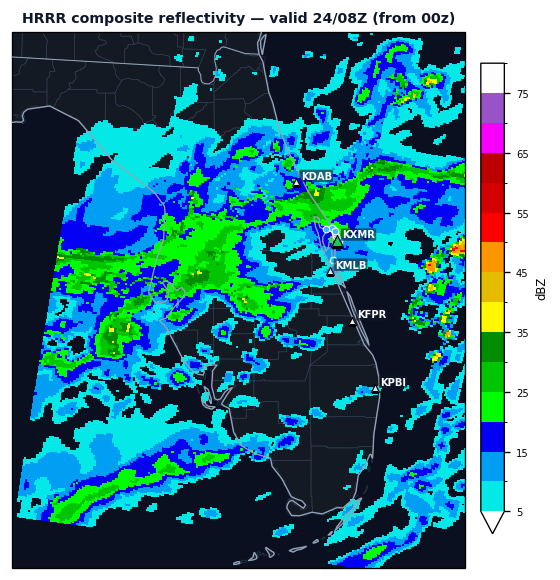 HRRR composite reflectivity — valid 24/08Z (from 00z)
75
65
55
45
35
25
15
5
dBZ
KDAB
KXMR
KMLB
KFPR
KPBI